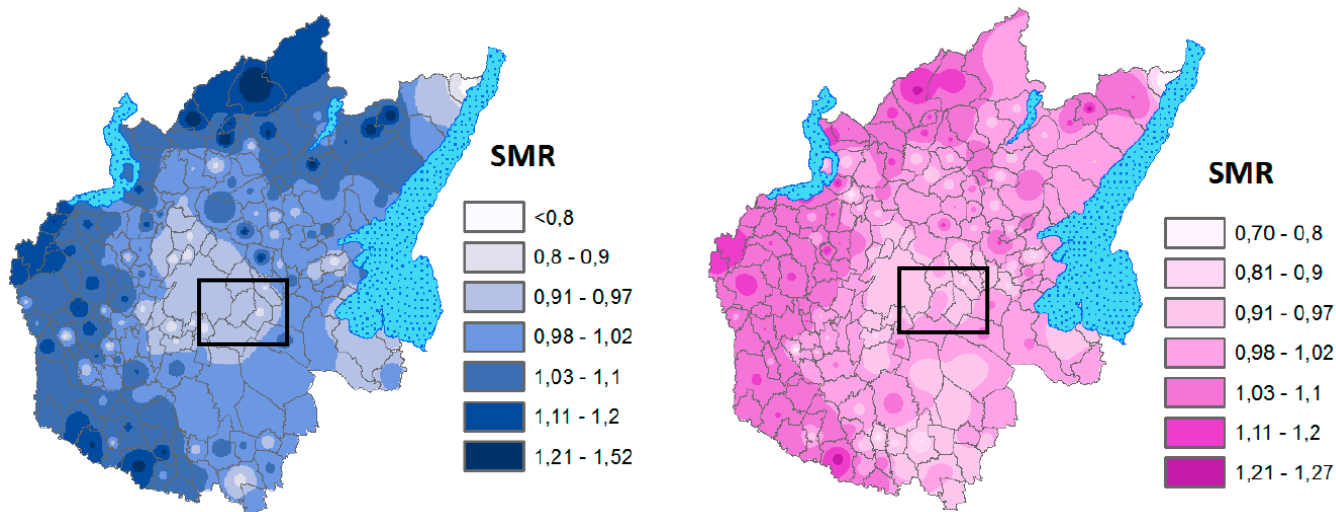 SMR
<0,8
0,8 - 0,9
0,91 - 0,97
0,98 - 1,02
1,03 - 1,1
1,11 - 1,2
1,21 - 1,52
SMR
0,70 - 0,8
0,81 - 0,9
0,91 - 0,97
0,98 - 1,02
1,03 - 1,1
1,11 - 1,2
1,21 - 1,27